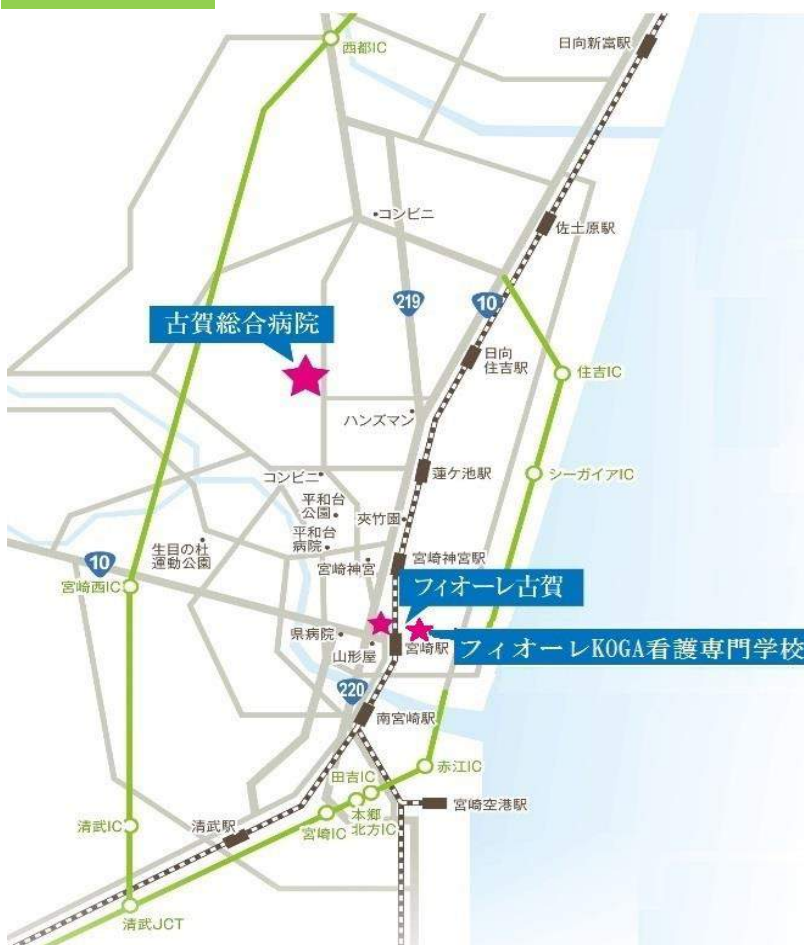 日向新富駅
西都IC
コンビニ
佐土原駅
219
10
古賀総合病院
日向
住吉駅
住吉IC
ハンズマン
蓮ケ池駅
シーガイアIC
コンビニ
平和台
公園
夾竹園
平和台
病院
生目の杜
運動公園
宮崎神宮駅
10
宮崎神宮
宮崎西IC
フィオーレ古賀
県病院
宮崎駅
フィオーレKOGA看護専門学校
山形屋
220
南宮崎駅
赤江IC
田吉IC
宮崎空港駅
本郷
北方IC
宮崎IC
清武IC
清武駅
清武JCT